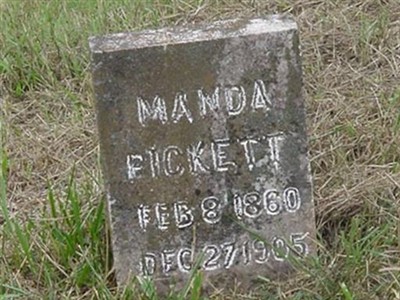 MANDA
PICKETT
FEB 8 1860
DEC 27 1905